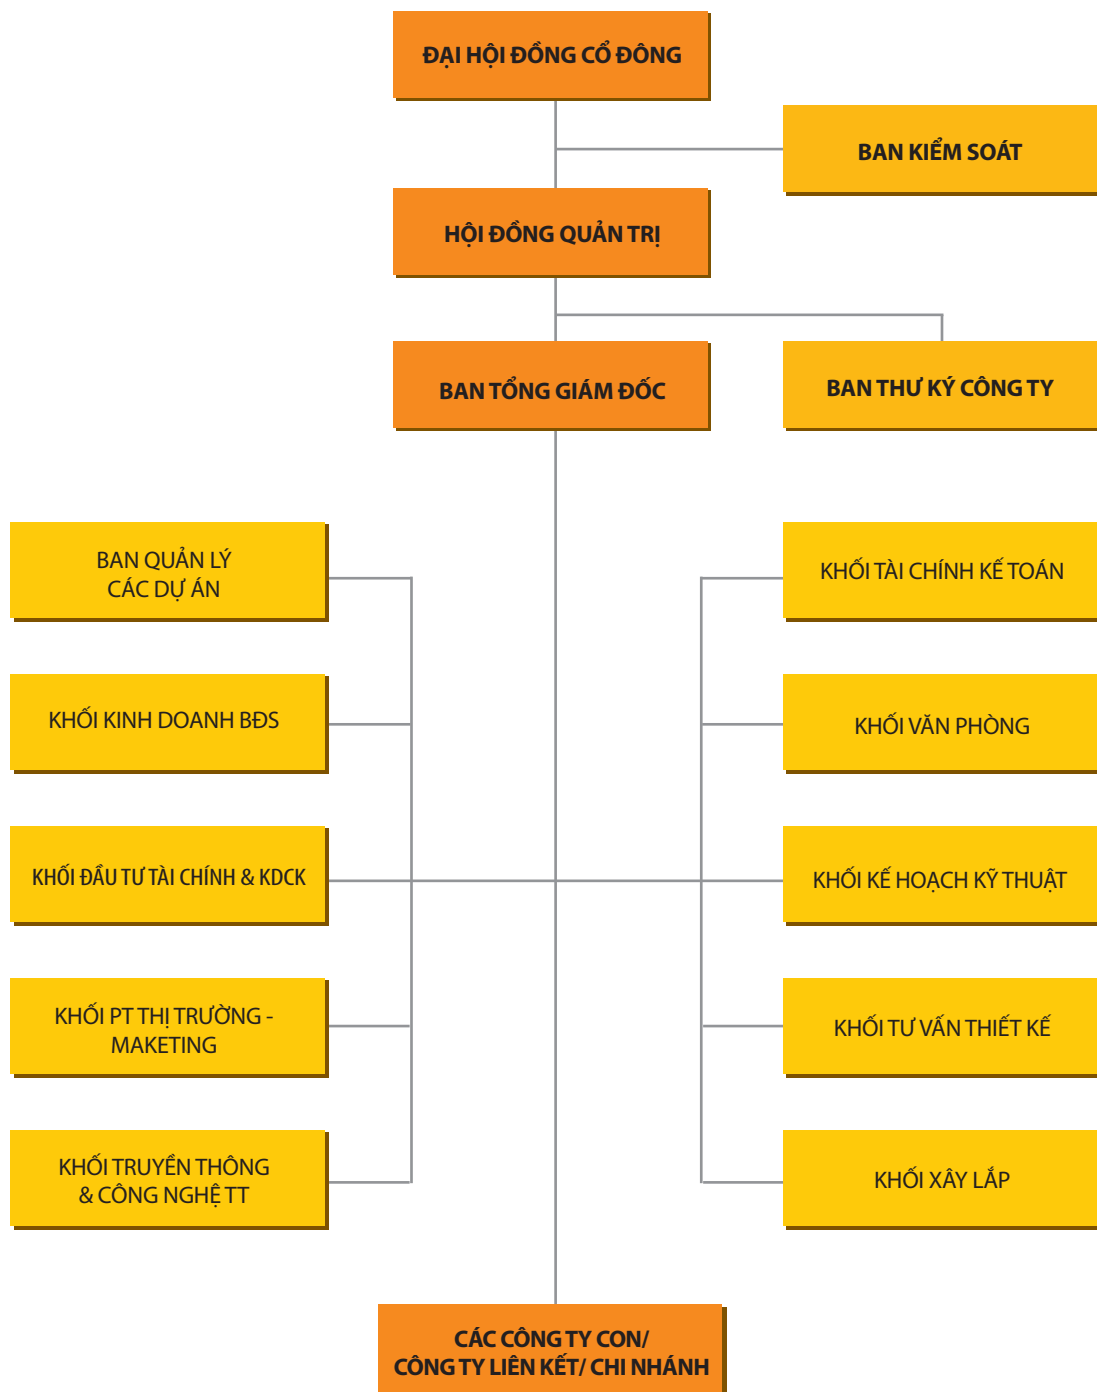 ĐẠI HỘI ĐỒNG CỔ ĐÔNG
BAN KIỂM SOÁT
HỘI ĐỒNG QUẢN TRỊ
BAN TỔNG GIÁM ĐỐC
BAN THƯ KÝ CÔNG TY
BAN QUẢN LÝ
CÁC DỰ ÁN
KHỐI TÀI CHÍNH KẾ TOÁN
KHỐI KINH DOANH BĐS
KHỐI VĂN PHÒNG
KHỐI ĐẦU TƯ TÀI CHÍNH & KDCK
KHỐI KẾ HOẠCH KỸ THUẬT
KHỐI PT THỊ TRƯỜNG -
MAKETING
KHỐI TƯ VẤN THIẾT KẾ
KHỐI TRUYỀN THÔNG
& CÔNG NGHỆ TT
KHỐI XÂY LẮP
CÁC CÔNG TY CON/
CÔNG TY LIÊN KẾT/ CHI NHÁNH